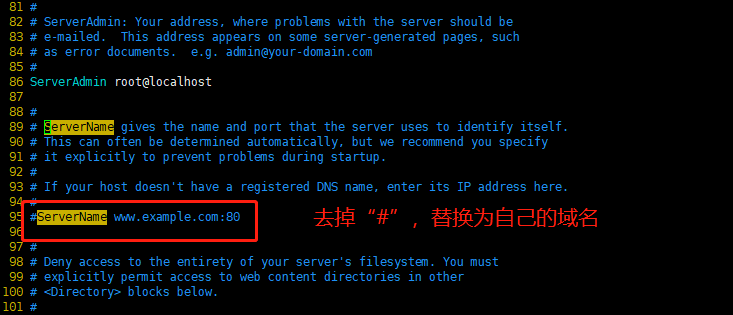 81 #
82 # ServerAdmin: Your address, where problems with the server should be
83 # e-mailed.  This address appears on some server-generated pages, such
84 # as error documents.  e.g. admin@your-domain.com
85 #
86 ServerAdmin root@localhost
87
88 #
89 # ServerName gives the name and port that the server uses to identify itself.
90 # This can often be determined automatically, but we recommend you specify
91 # it explicitly to prevent problems during startup.
92 #
93 # If your host doesn't have a registered DNS name, enter its IP address here.
94 #
95 #ServerName www.example.com:80 去掉“#”，替换为自己的域名
96
97 #
98 # Deny access to the entirety of your server's filesystem. You must
99 # explicitly permit access to web content directories in other
100 # <Directory> blocks below.
101 #